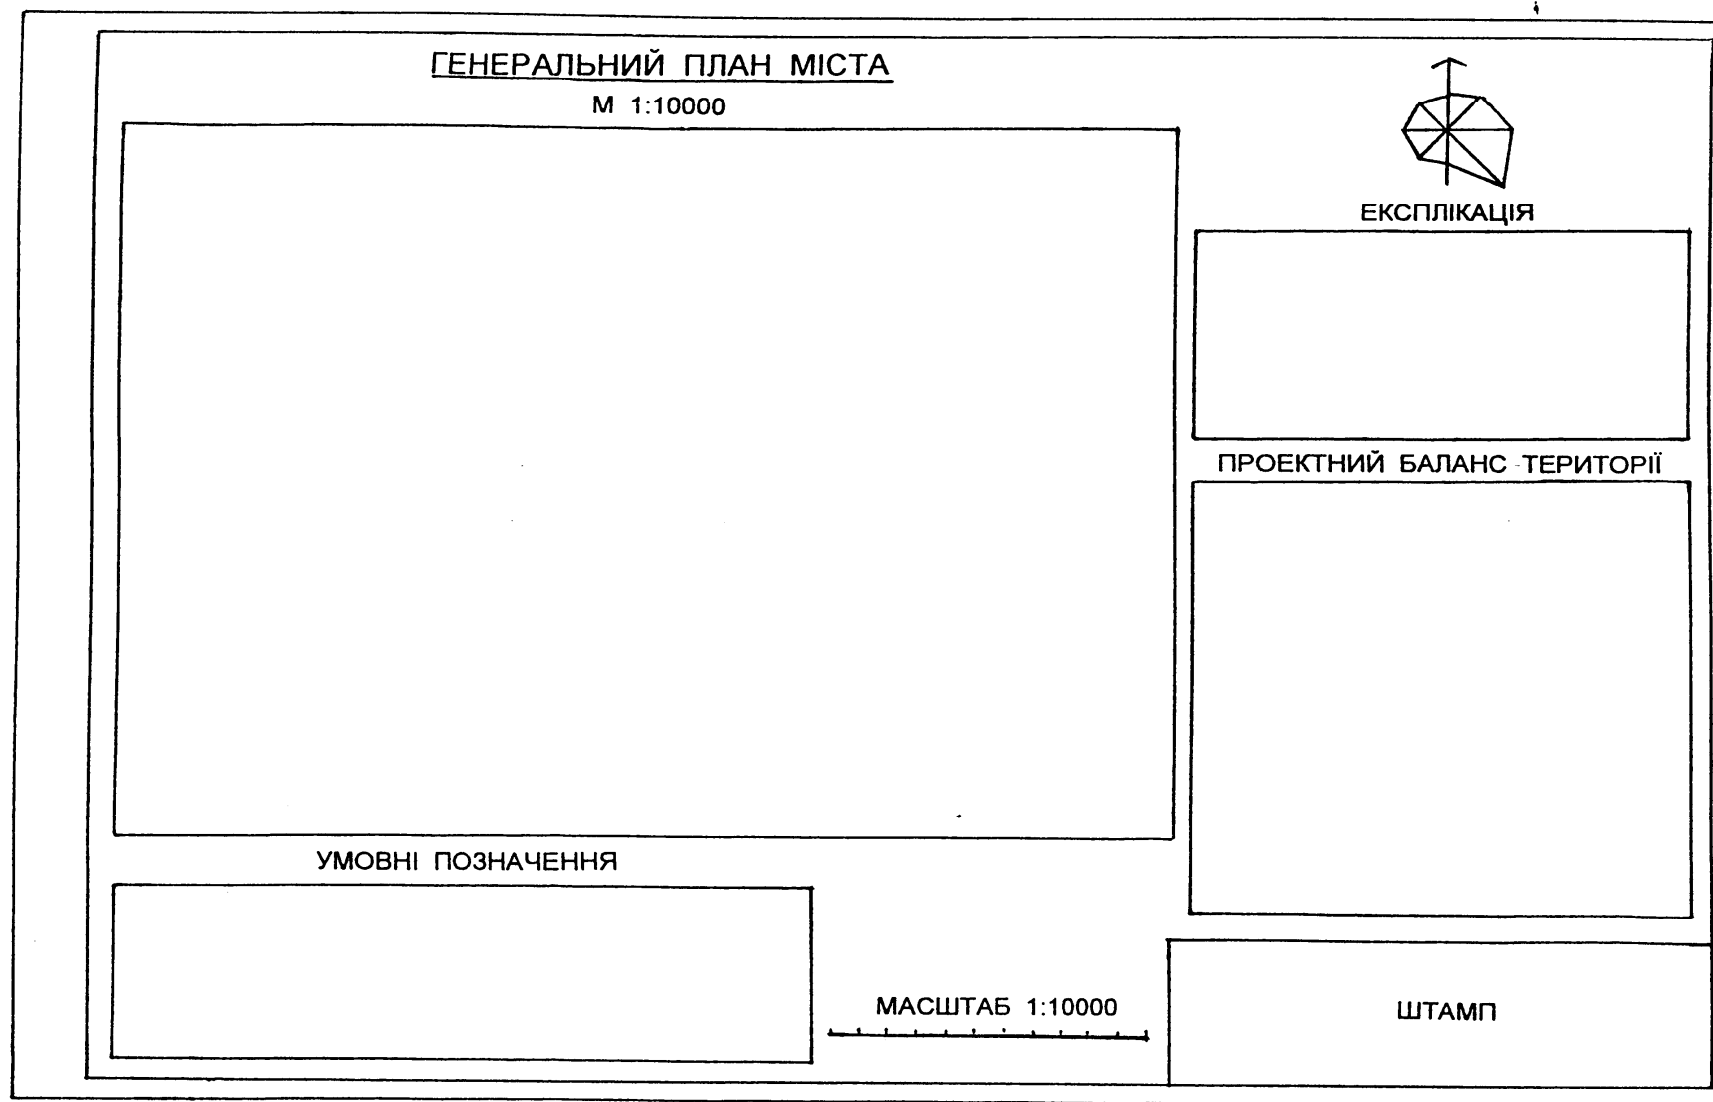 ГЕНЕРАЛЬНИЙ ПЛАН МІСТА
М 1:10000
ЕКСПЛІКАЦІЯ
ПРОЕКТНИЙ БАЛАНС ТЕРИТОРІЇ
УМОВНІ ПОЗНАЧЕННЯ
МАСШТАБ 1:10000
ШТАМП